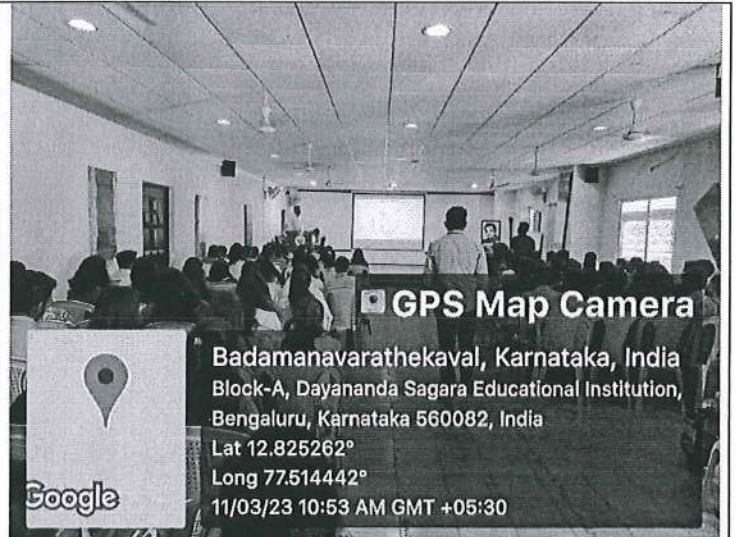 GPS Map Camera
Badamanavarathekaval, Karnataka, India
Block-A, Dayananda Sagara Educational Institution,
Bengaluru, Karnataka 560082, India
Lat 12.825262°
Long 77.514442°
11/03/23 10:53 AM GMT +05:30
Google